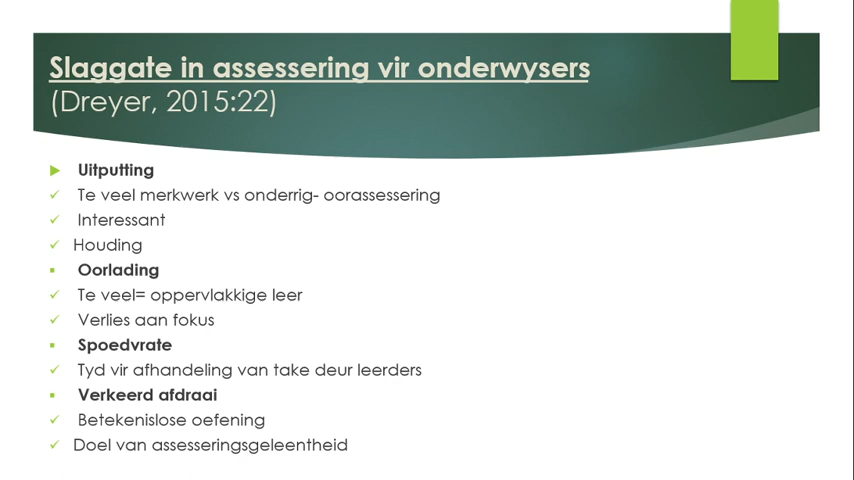 Slaggate in assessering vir onderwysers
(Dreyer, 2015:22)
Uitputting
Te veel merkwerk vs onderrig- oorassessering
Interessant
Houding
Oorlading
Te veel= oppervlakkige leer
Verlies aan fokus
Spoedvrate
Tyd vir afhandeling van take deur leerders
Verkeerd afdraai
Betekenislose oefening
Doel van assesseringsgeleentheid